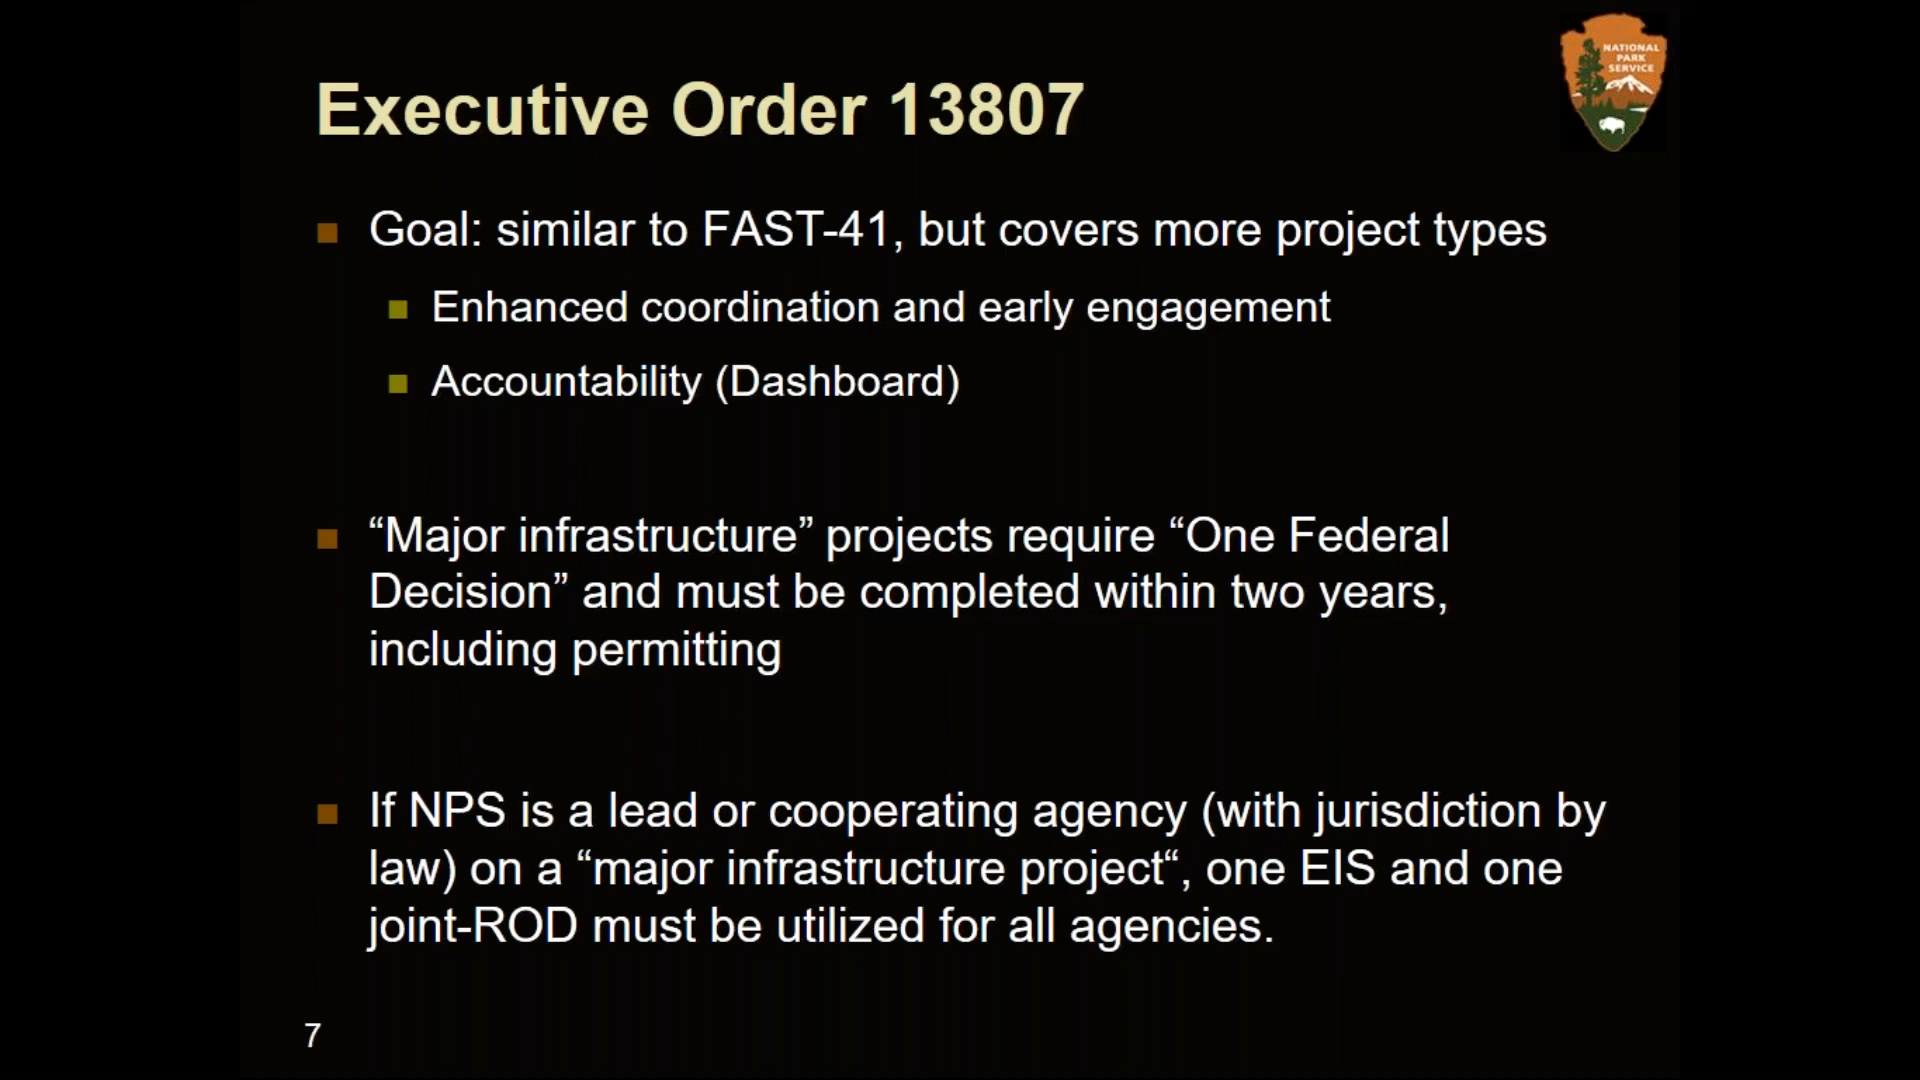 NATIONAL
PARK
SERVICE
Executive Order 13807
Goal: similar to FAST-41, but covers more project types
Enhanced coordination and early engagement
Accountability (Dashboard)
“Major infrastructure” projects require “One Federal
Decision” and must be completed within two years,
including permitting
If NPS is a lead or cooperating agency (with jurisdiction by
law) on a “major infrastructure project“, one EIS and one
joint-ROD must be utilized for all agencies.
7